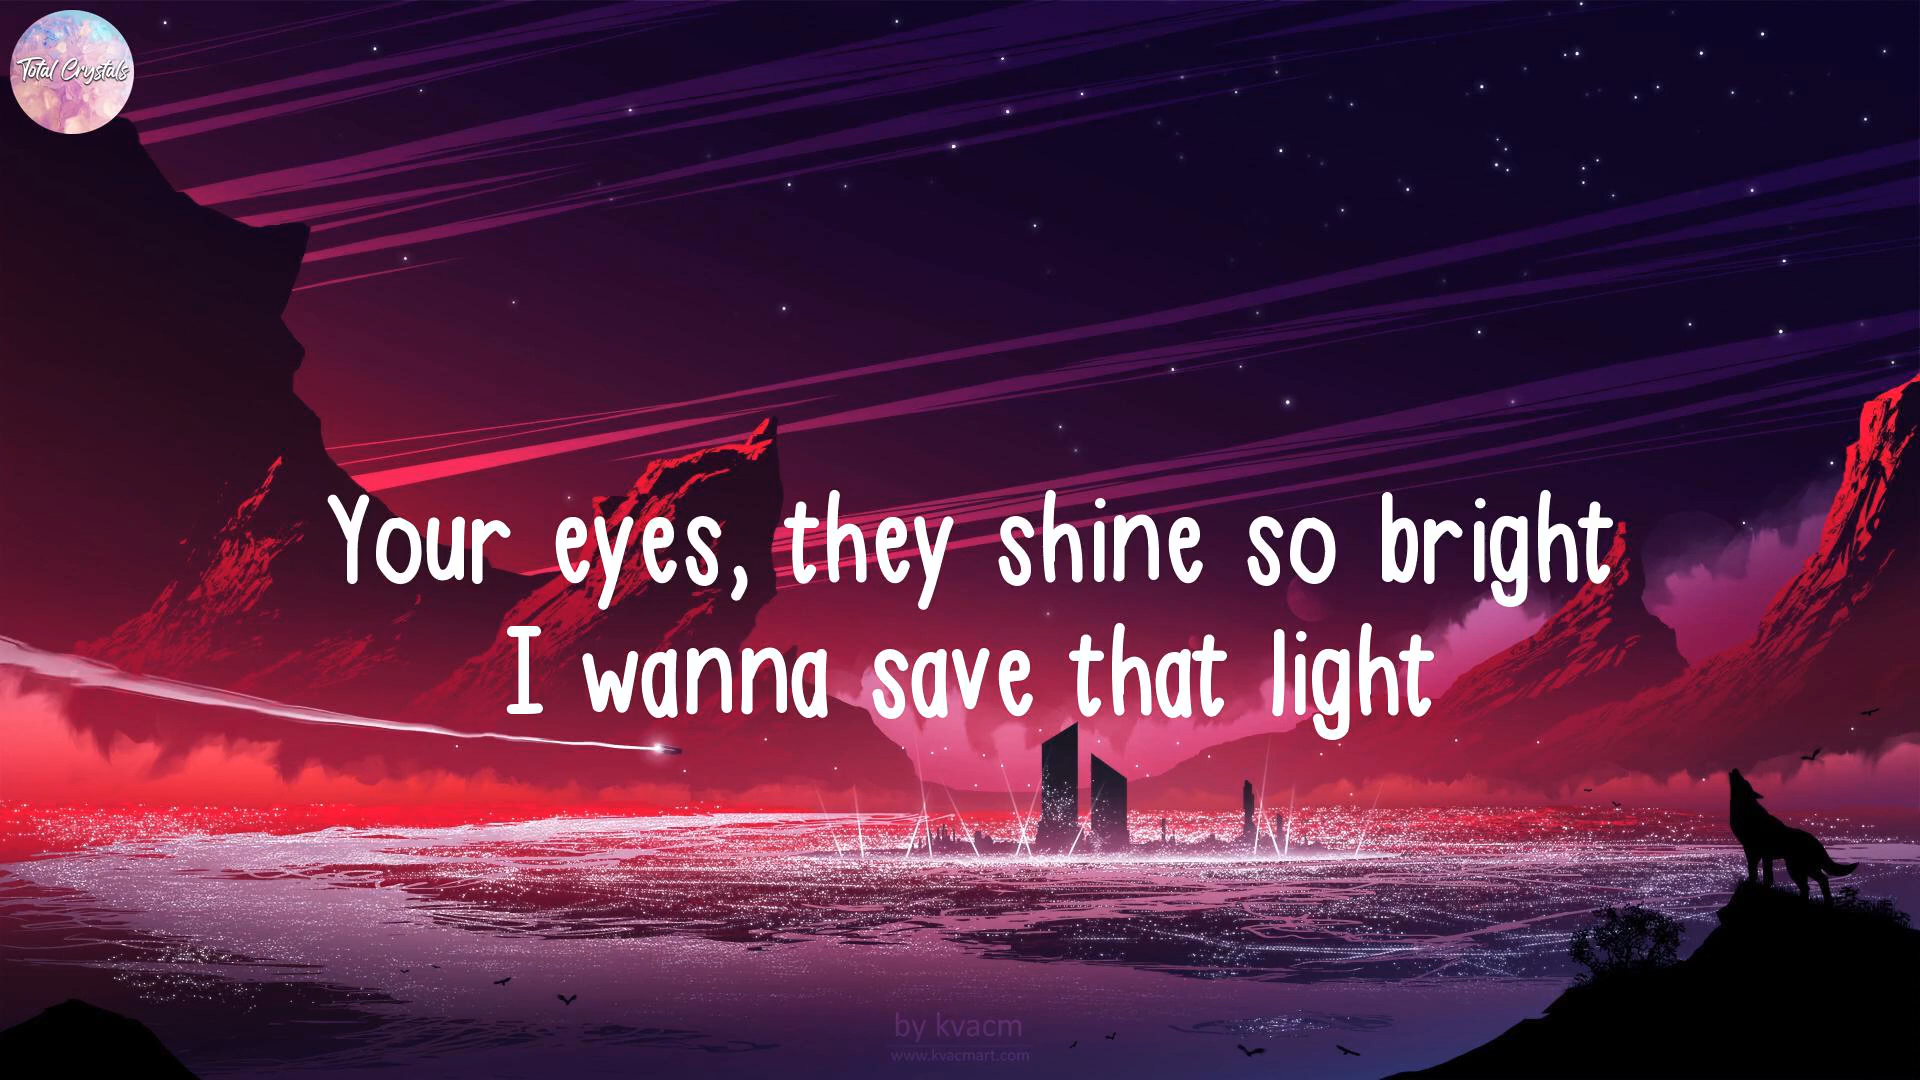 Total Crystals
Your eyes, they shine so bright
I wanna save that light
by kvacm
www.kvacmart.com